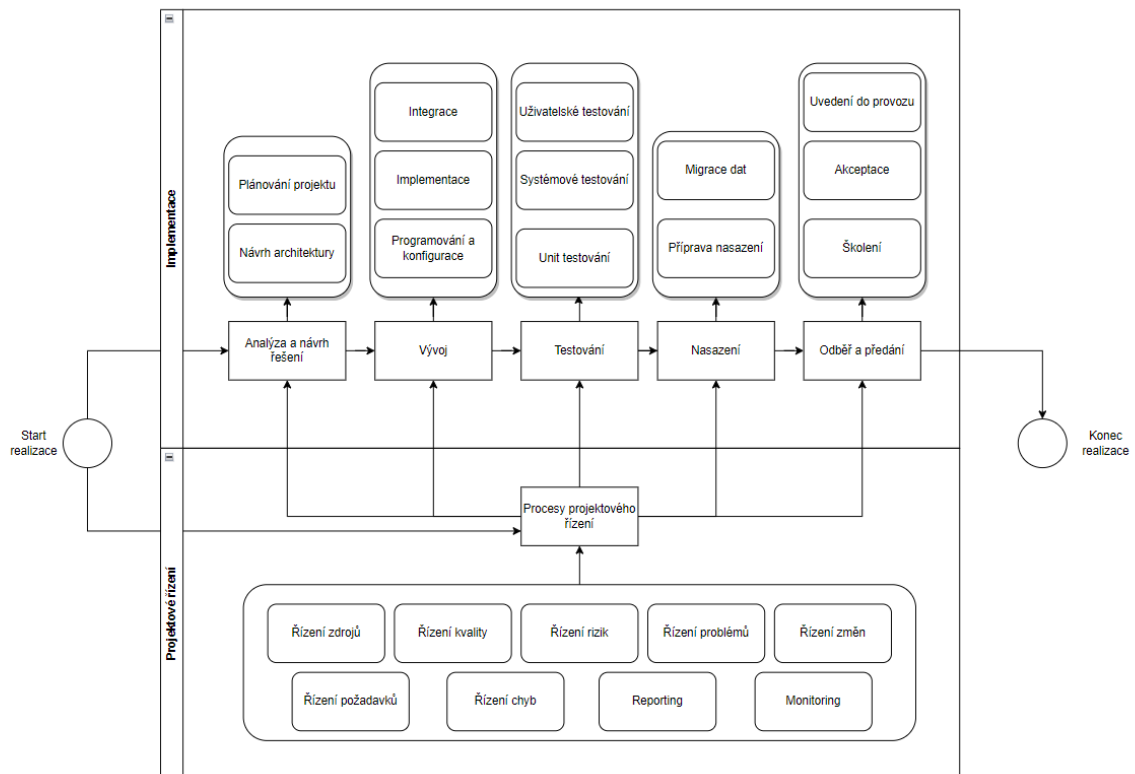 Implementace
Integrace
Uživatelské testování
Uvedení do provozu
Plánování projektu
Implementace
Systémové testování
Migrace dat
Akceptace
Návrh architektury
Programování a
konfigurace
Unit testování
Příprava nasazení
Školení
Analýza a návrh
řešení
Vývoj
Testování
Nasazení
Odběř a předání
Start
realizace
Konec
realizace
Projektové řízení
Procesy projektového
řízení
Řízení zdrojů
Řízení kvality
Řízení rizik
Řízení problémů
Řízení změn
Řízení požadavků
Řízení chyb
Reporting
Monitoring